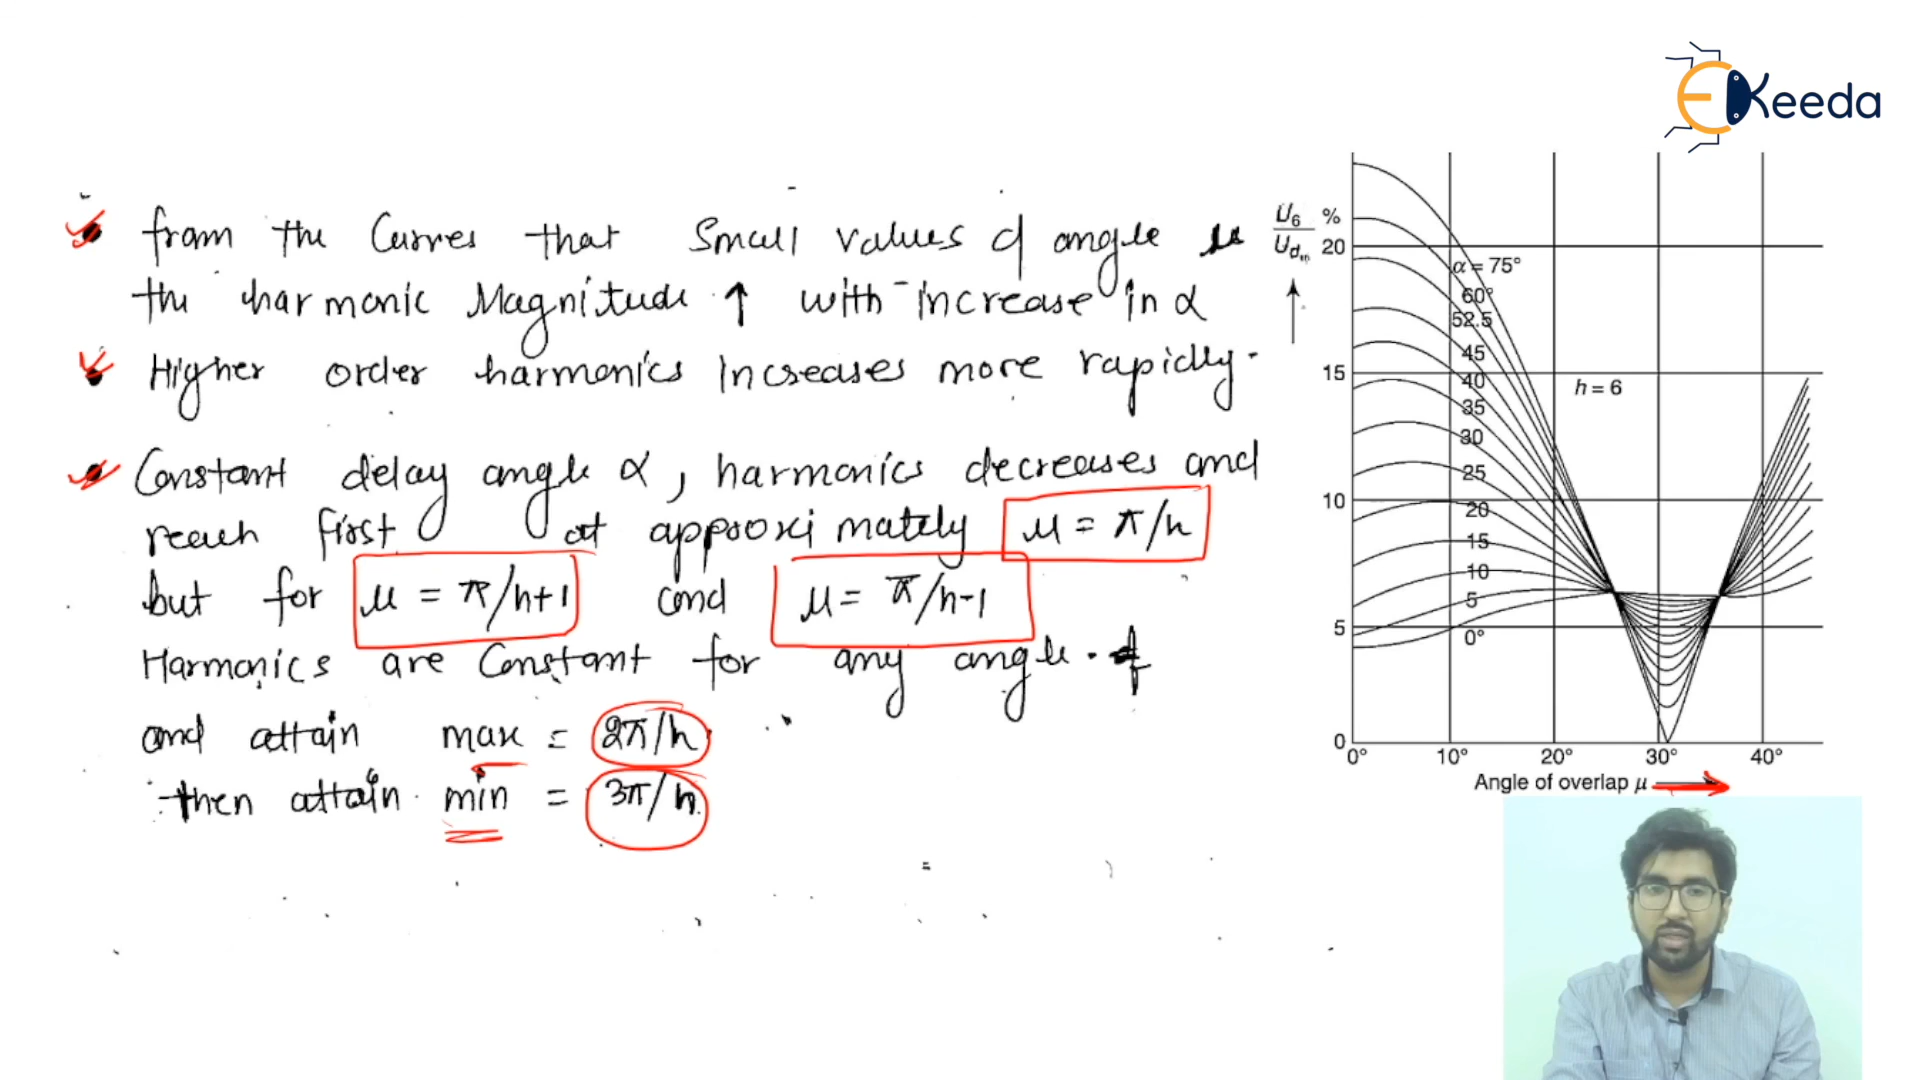 EKeeda
from the Curves that Small values of angle μ
the harmonic Magnitude ↑ with increase in α
Higher order harmonics increases more rapidly.
Constant delay angle α, harmonics decreases and
reach first at approximately μ = π/h
but for μ = π/h+1 and μ = π/h-1
Harmonics are Constant for any angle.
and attain max = 2π/h
then attain min = 3π/h
U6 / Udio %
20
15
10
5
0
α = 75°
60°
52.5
45
40
35
30
25
20
15
10
5
0°
h = 6
0° 10° 20° 30° 40°
Angle of overlap μ